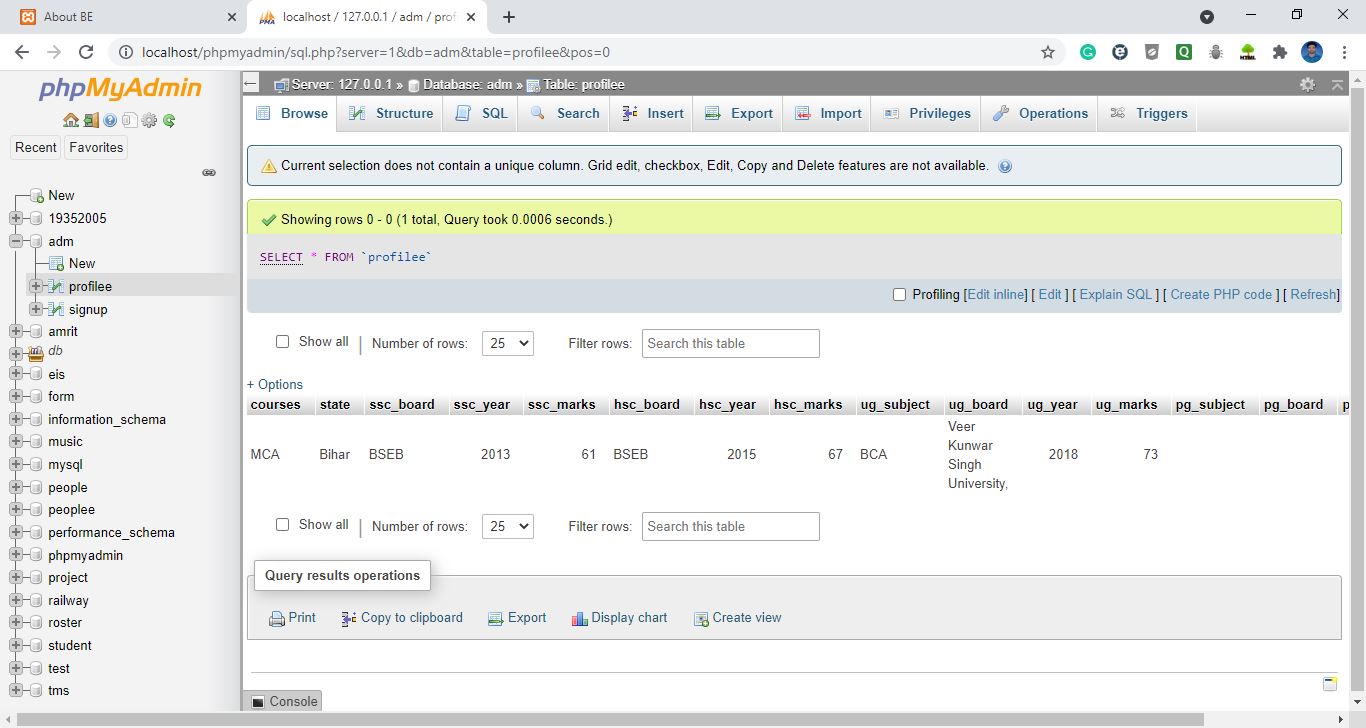 About BE
localhost / 127.0.0.1 / adm / prof
localhost/phpmyadmin/sql.php?server=1&db=adm&table=profilee&pos=0
phpMyAdmin
Recent Favorites
New
19352005
adm
New
profilee
signup
amrit
db
eis
form
information_schema
music
mysql
people
peoplee
performance_schema
phpmyadmin
project
railway
roster
student
test
tms
Server: 127.0.0.1 » Database: adm » Table: profilee
Browse Structure SQL Search Insert Export Import Privileges Operations Triggers
Current selection does not contain a unique column. Grid edit, checkbox, Edit, Copy and Delete features are not available.
Showing rows 0 - 0 (1 total, Query took 0.0006 seconds.)
SELECT * FROM `profilee`
Profiling [Edit inline] [ Edit ] [ Explain SQL ] [ Create PHP code ] [ Refresh]
Show all | Number of rows: 25 Filter rows: Search this table
+ Options
courses state ssc_board ssc_year ssc_marks hsc_board hsc_year hsc_marks ug_subject ug_board ug_year ug_marks pg_subject pg_board p
MCA Bihar BSEB 2013 61 BSEB 2015 67 BCA Veer Kunwar Singh University, 2018 73
Show all | Number of rows: 25 Filter rows: Search this table
Query results operations
Print Copy to clipboard Export Display chart Create view
Console